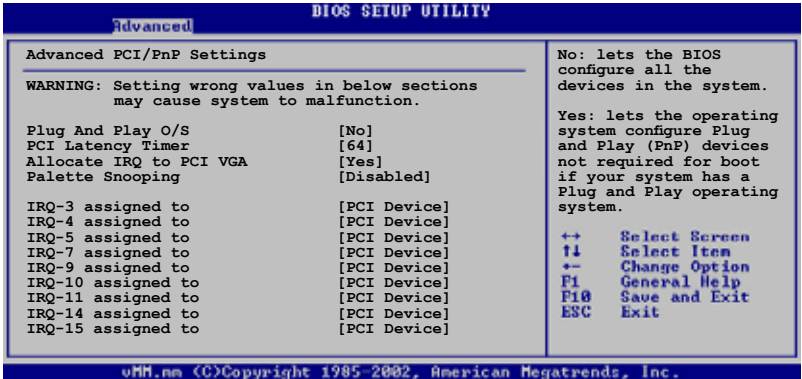 BIOS SETUP UTILITY
Advanced
Advanced PCI/PnP Settings
WARNING: Setting wrong values in below sections
may cause system to malfunction.
Plug And Play O/S [No]
PCI Latency Timer [64]
Allocate IRQ to PCI VGA [Yes]
Palette Snooping [Disabled]
IRQ-3 assigned to [PCI Device]
IRQ-4 assigned to [PCI Device]
IRQ-5 assigned to [PCI Device]
IRQ-7 assigned to [PCI Device]
IRQ-9 assigned to [PCI Device]
IRQ-10 assigned to [PCI Device]
IRQ-11 assigned to [PCI Device]
IRQ-14 assigned to [PCI Device]
IRQ-15 assigned to [PCI Device]
No: lets the BIOS
configure all the
devices in the system.
Yes: lets the operating
system configure Plug
and Play (PnP) devices
not required for boot
if your system has a
Plug and Play operating
system.
↔ Select Screen
↑↓ Select Item
+- Change Option
F1 General Help
F10 Save and Exit
ESC Exit
vMM.mm (C)Copyright 1985-2002, American Megatrends, Inc.